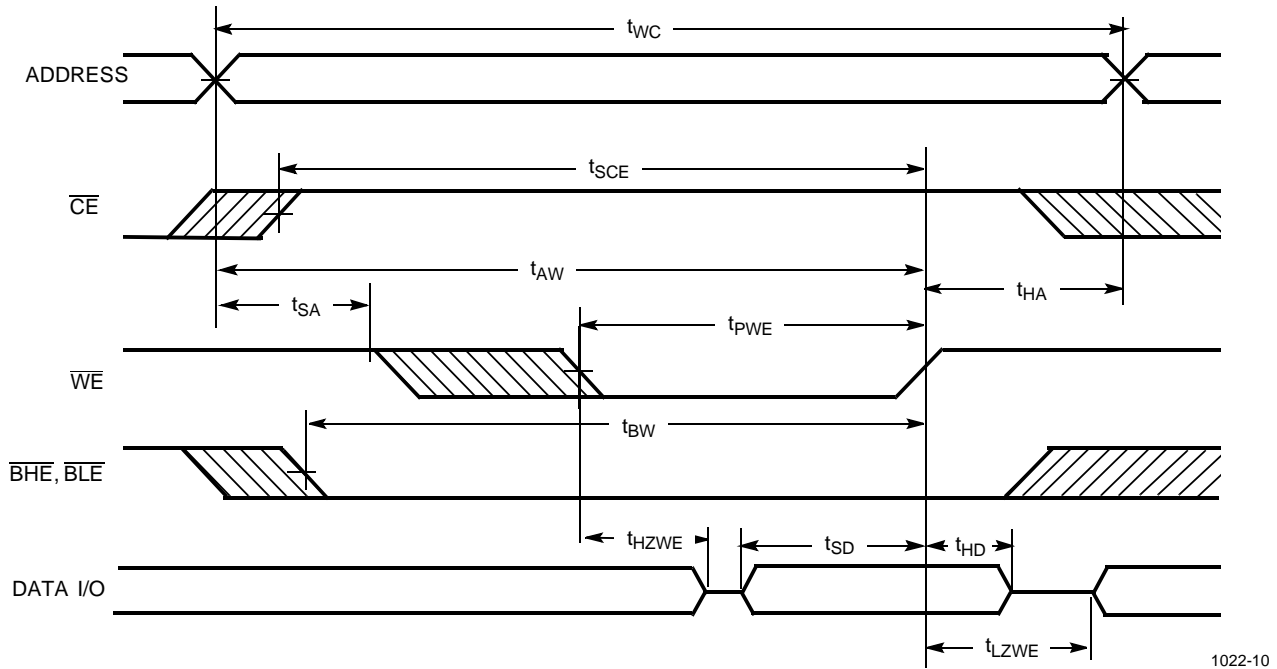 tWC
ADDRESS
tSCE
CE
tAW
tSA
tHA
tPWE
WE
tBW
BHE, BLE
tHZWE
tSD
tHD
DATA I/O
tLZWE
1022-10